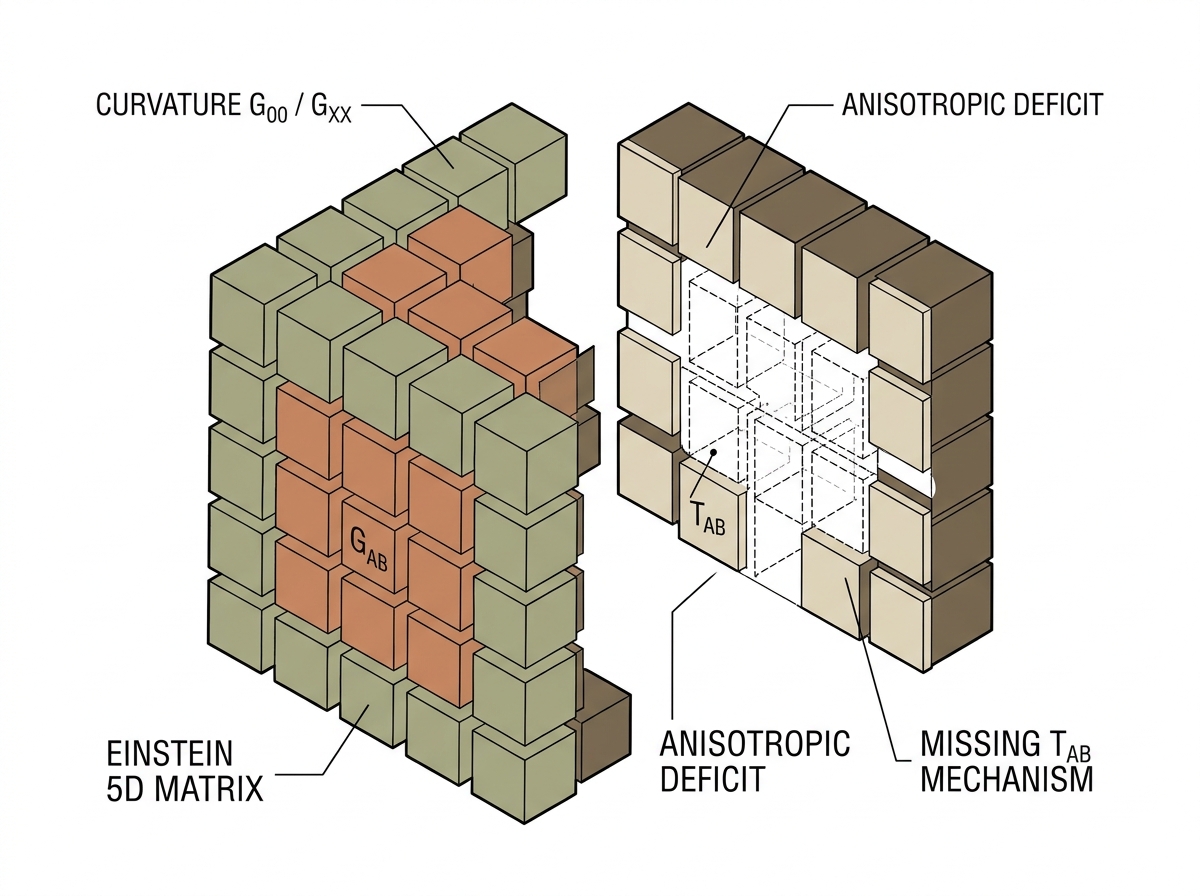 CURVATURE G00 / GXX
ANISOTROPIC DEFICIT
GAB
TAB
EINSTEIN
5D MATRIX
ANISOTROPIC
DEFICIT
MISSING TAB
MECHANISM